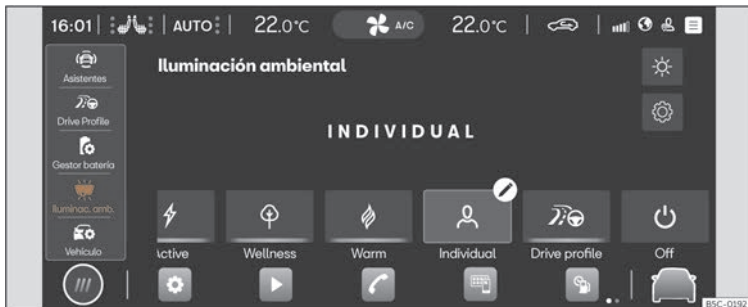 16:01 AUTO 22.0°C A/C 22.0°C
Asistentes
Drive Profile
Gestor batería
Iluminac. amb.
Vehículo
Iluminación ambiental
INDIVIDUAL
Active Wellness Warm Individual Drive profile Off
B5C-0192